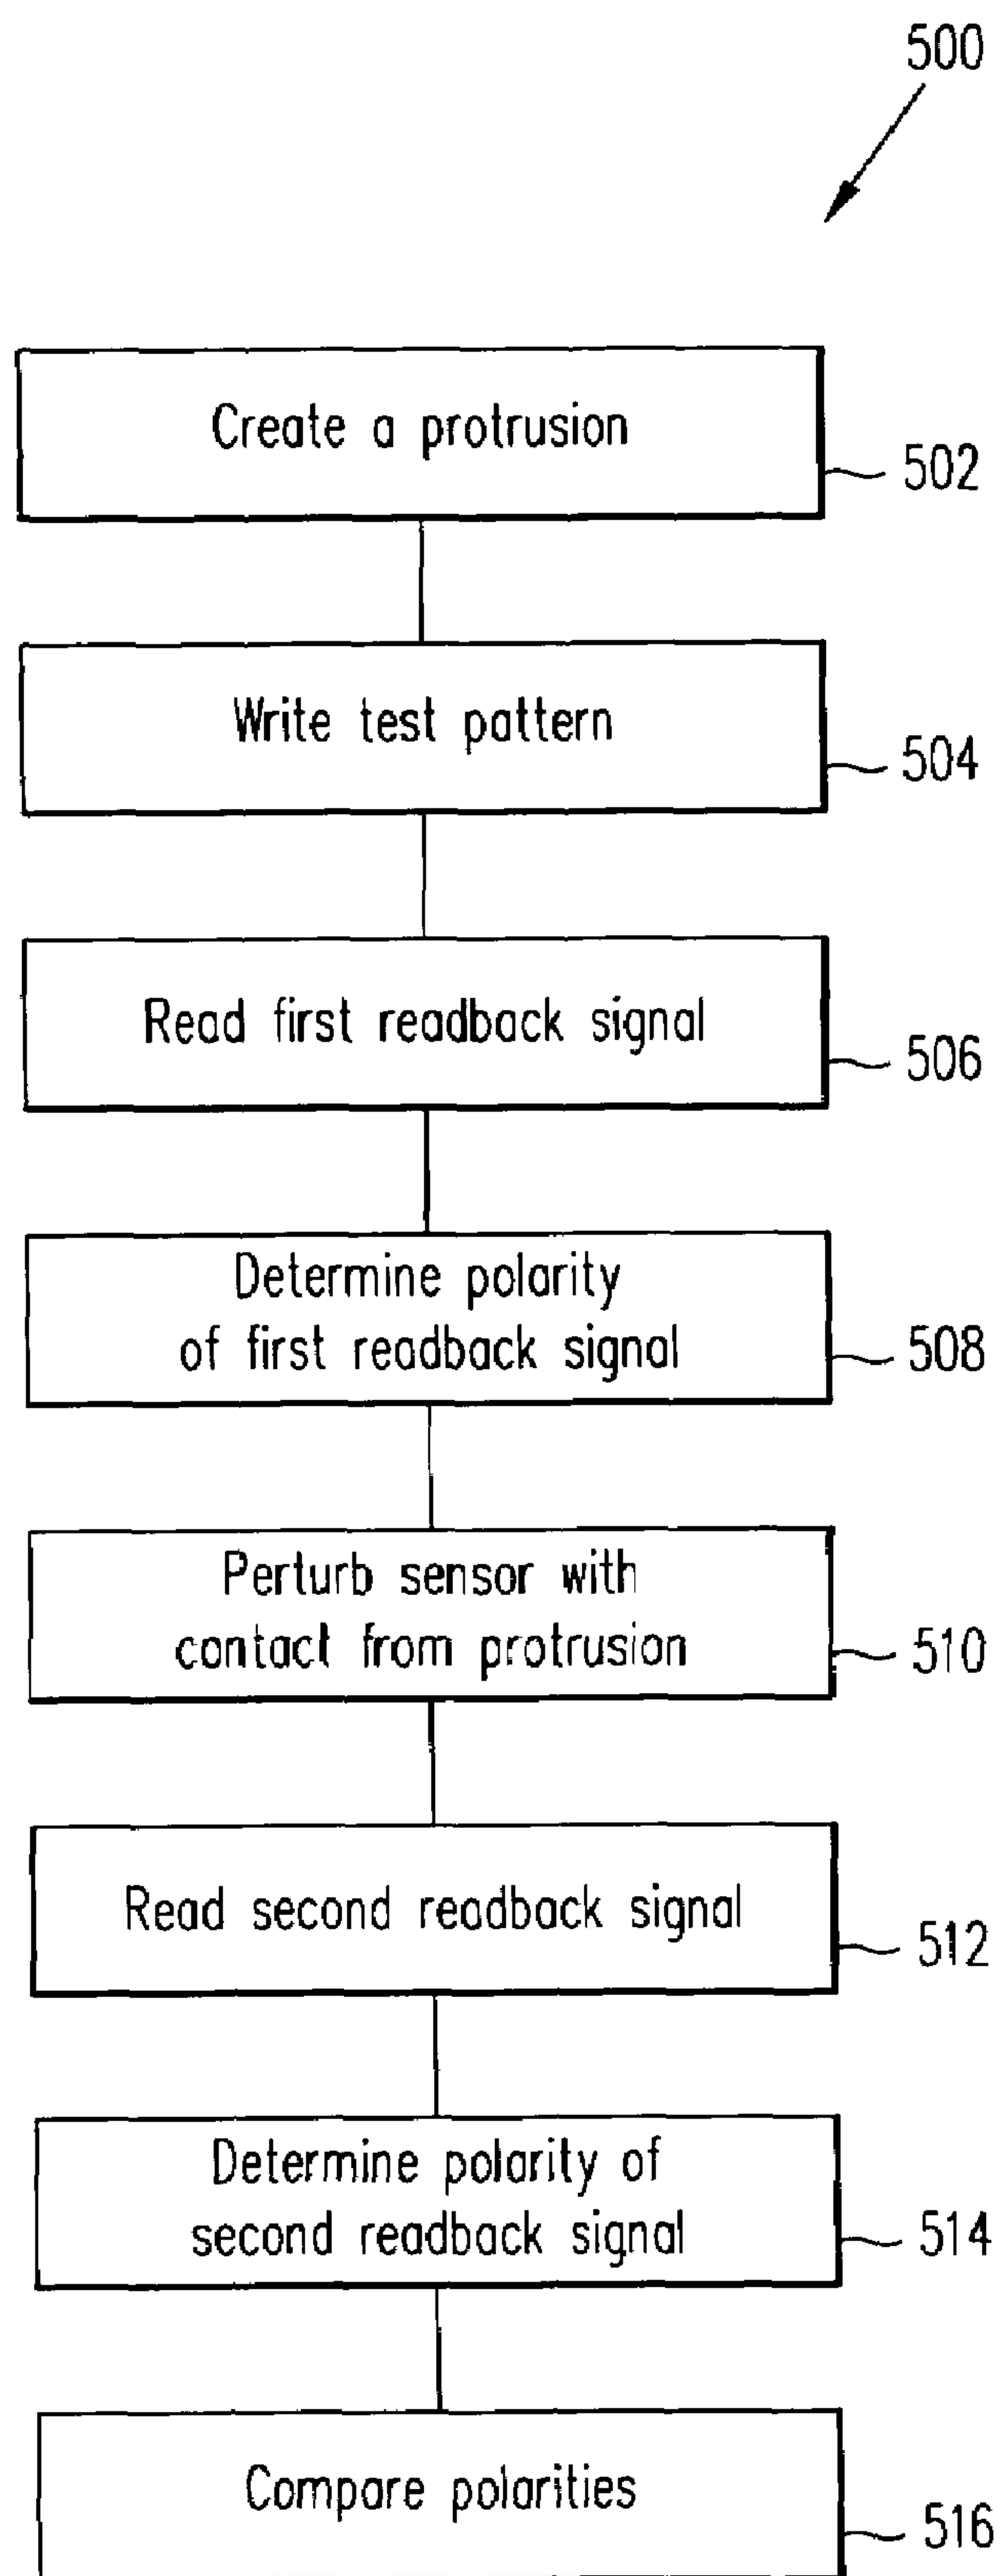 500
Create a protrusion
502
Write test pattern
504
Read first readback signal
506
Determine polarity
of first readback signal
508
Perturb sensor with
contact from protrusion
510
Read second readback signal
512
Determine polarity of
second readback signal
514
Compare polarities
516